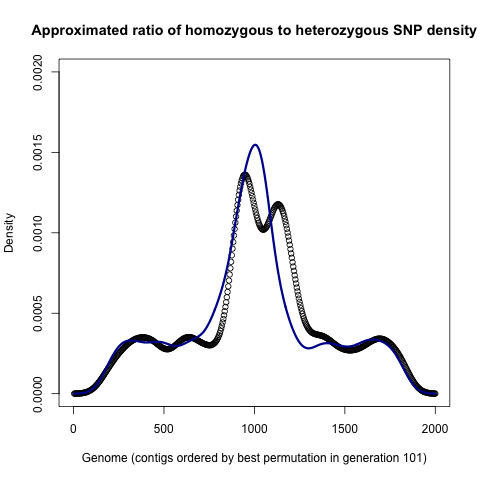 Approximated ratio of homozygous to heterozygous SNP density
0.0020
0.0015
0.0010
0.0005
0.0000
Density
0 500 1000 1500 2000
Genome (contigs ordered by best permutation in generation 101)